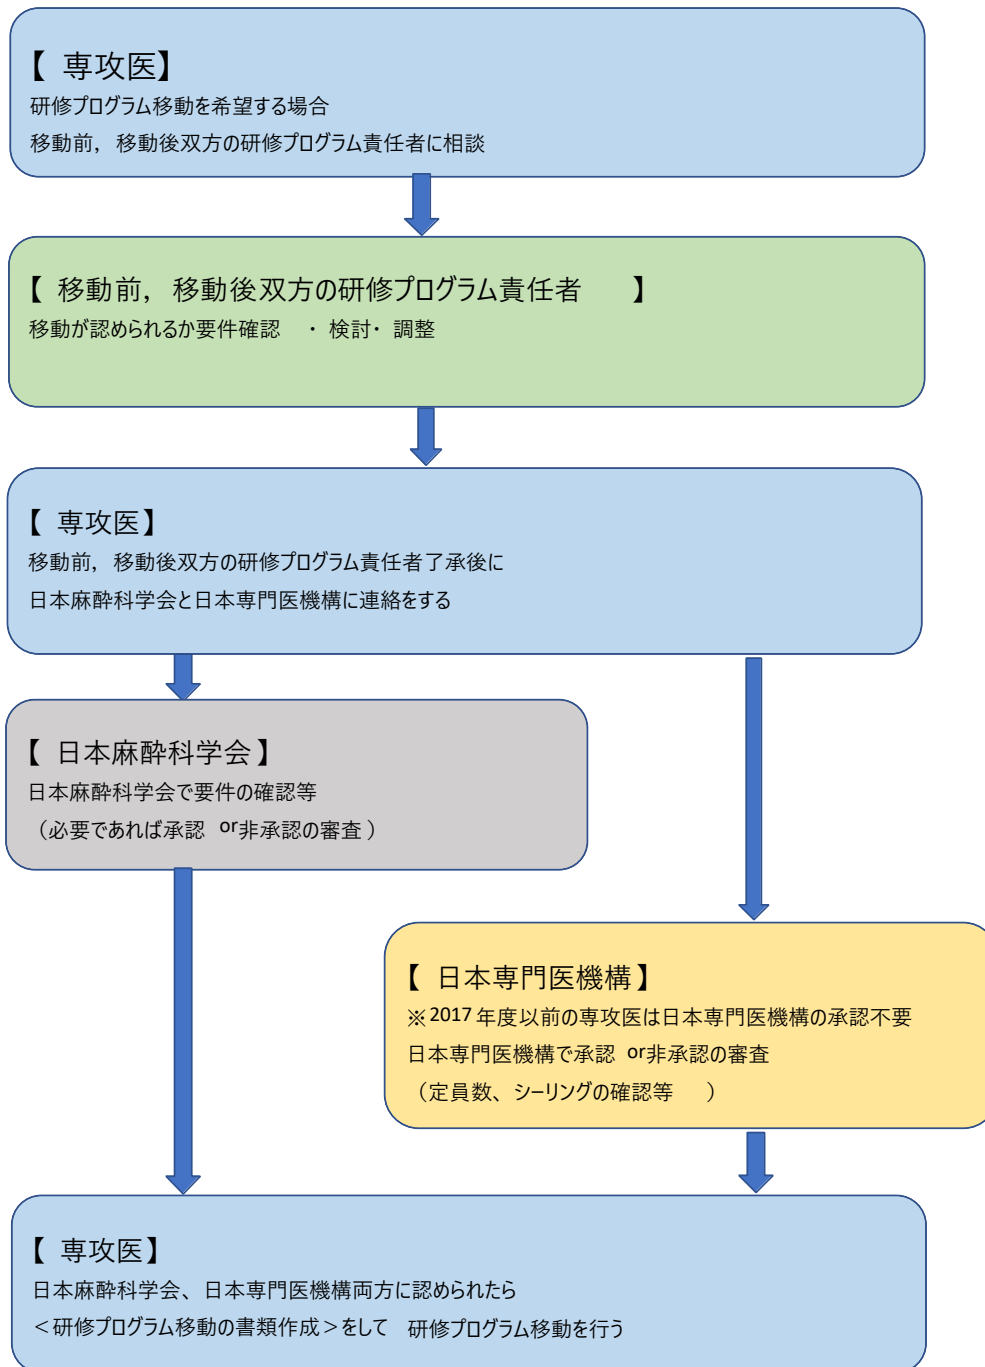 【 専攻医】
研修プログラム移動を希望する場合
移動前，移動後双方の研修プログラム責任者に相談
【 移動前，移動後双方の研修プログラム責任者 】
移動が認められるか要件確認 ・ 検討・ 調整
【 専攻医】
移動前，移動後双方の研修プログラム責任者了承後に
日本麻酔科学会と日本専門医機構に連絡をする
【 日本麻酔科学会 】
日本麻酔科学会で要件の確認等
（必要であれば承認 or非承認の審査 ）
【 日本専門医機構 】
※2017 年度以前の専攻医は日本専門医機構の承認不要
日本専門医機構で承認 or非承認の審査
（定員数、シーリングの確認等 ）
【 専攻医】
日本麻酔科学会、日本専門医機構両方に認められたら
＜研修プログラム移動の書類作成＞をして 研修プログラム移動を行う